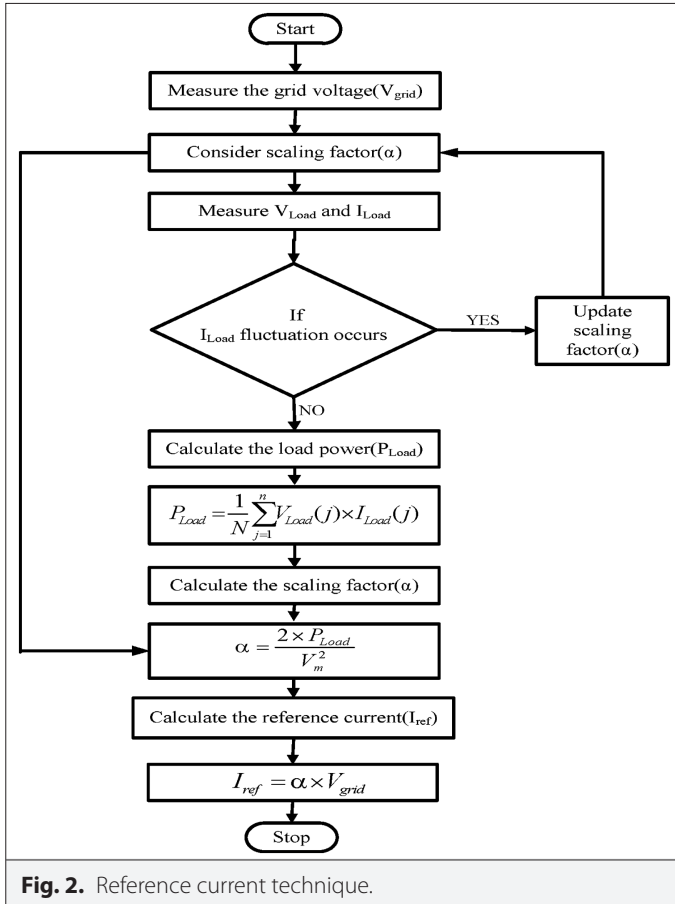 Start
Measure the grid voltage(V_grid)
Consider scaling factor(α)
Measure V_Load and I_Load
If
I_Load fluctuation occurs
YES
Update
scaling
factor(α)
NO
Calculate the load power(P_Load)
P_Load = 1/N ∑_{j=1}^{n} V_Load(j)×I_Load(j)
Calculate the scaling factor(α)
α = 2 × P_Load / V_m^2
Calculate the reference current(I_ref)
I_ref = α × V_grid
Stop
Fig. 2. Reference current technique.